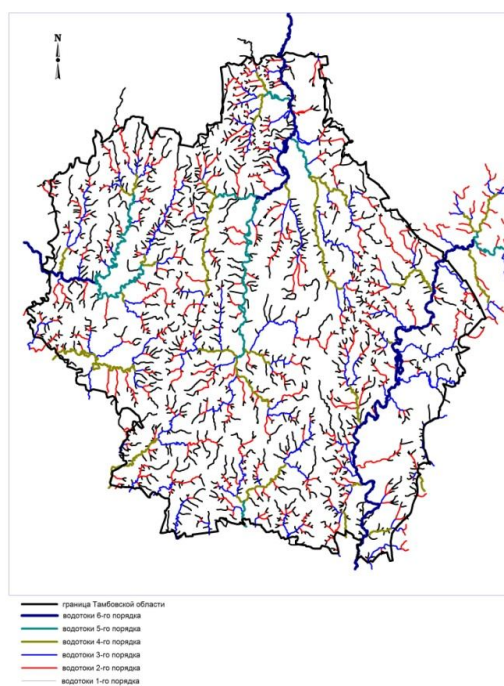 N
граница Тамбовской области
водотоки 6-го порядка
водотоки 5-го порядка
водотоки 4-го порядка
водотоки 3-го порядка
водотоки 2-го порядка
водотоки 1-го порядка